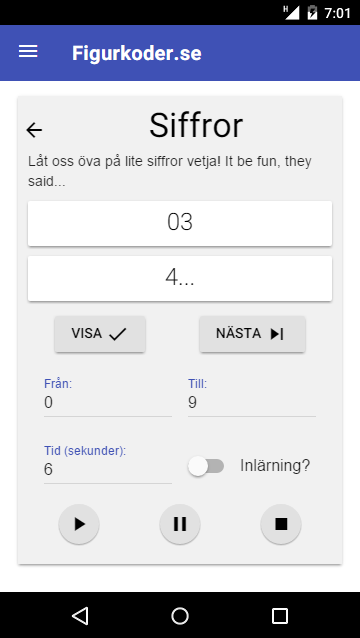 H 7:01
Figurkoder.se
Siffror
Låt oss öva på lite siffror vetja! It be fun, they
said...
03
4...
VISA NÄSTA
Från: Till:
0 9
Tid (sekunder):
6 Inlärning?